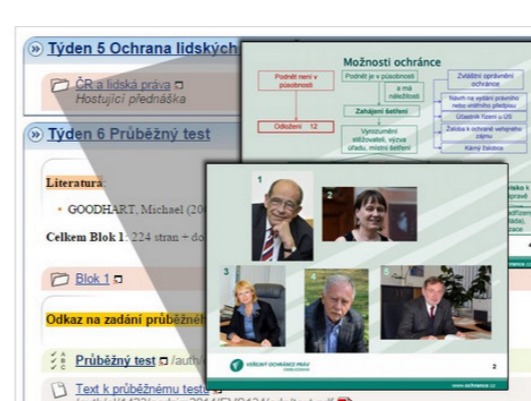 Týden 5 Ochrana lidských
ČR a lidská práva
Hostující přednáška
Týden 6 Průběžný test
Literatura:
GOODHART, Michael (20
Celkem Blok 1: 224 stran + do
Blok 1
Odkaz na zadání průběžné
Průběžný test /auth/
Text k průběžnému testu
Možnosti ochránce
Podnět není v
působnosti
Odložení 12
Podnět je v působnosti
a má
náležitosti
Zahájení šetření
Vyrozumění
stěžovateli, výzva
úřadu, místní šetření
Zvláštní oprávnění
ochránce
Návrh na vydání právního
nebo vnitřního předpisu
Účastník řízení u ÚS
Žaloba k ochraně veřejného
zájmu
Kárný žalobce
1
2
3
4
5
VEŘEJNÝ OCHRÁNCE PRÁV
2
www.ochrance.cz